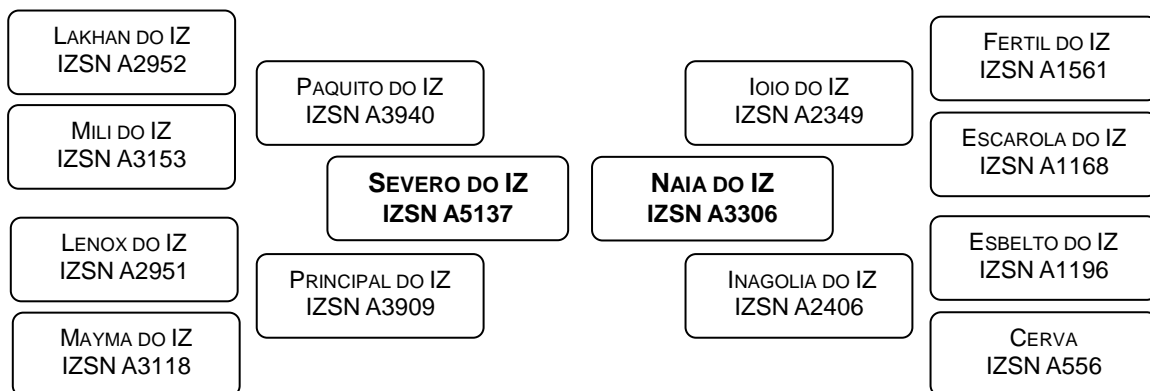 LAKHAN DO IZ
IZSN A2952
MILI DO IZ
IZSN A3153
LENOX DO IZ
IZSN A2951
MAYMA DO IZ
IZSN A3118
PAQUITO DO IZ
IZSN A3940
PRINCIPAL DO IZ
IZSN A3909
SEVERO DO IZ
IZSN A5137
NAIA DO IZ
IZSN A3306
IOIO DO IZ
IZSN A2349
INAGOLIA DO IZ
IZSN A2406
FERTIL DO IZ
IZSN A1561
ESCAROLA DO IZ
IZSN A1168
ESBELTO DO IZ
IZSN A1196
CERVA
IZSN A556